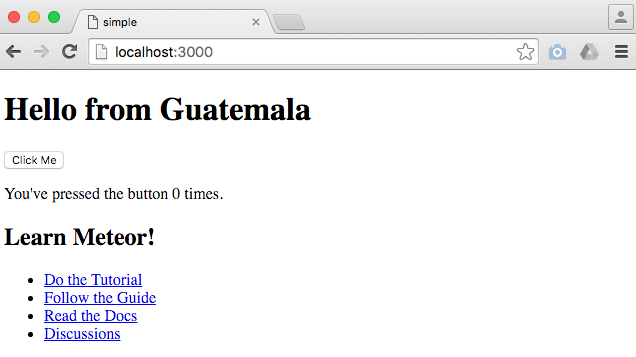 simple
localhost:3000
Hello from Guatemala
Click Me
You've pressed the button 0 times.
Learn Meteor!
Do the Tutorial
Follow the Guide
Read the Docs
Discussions